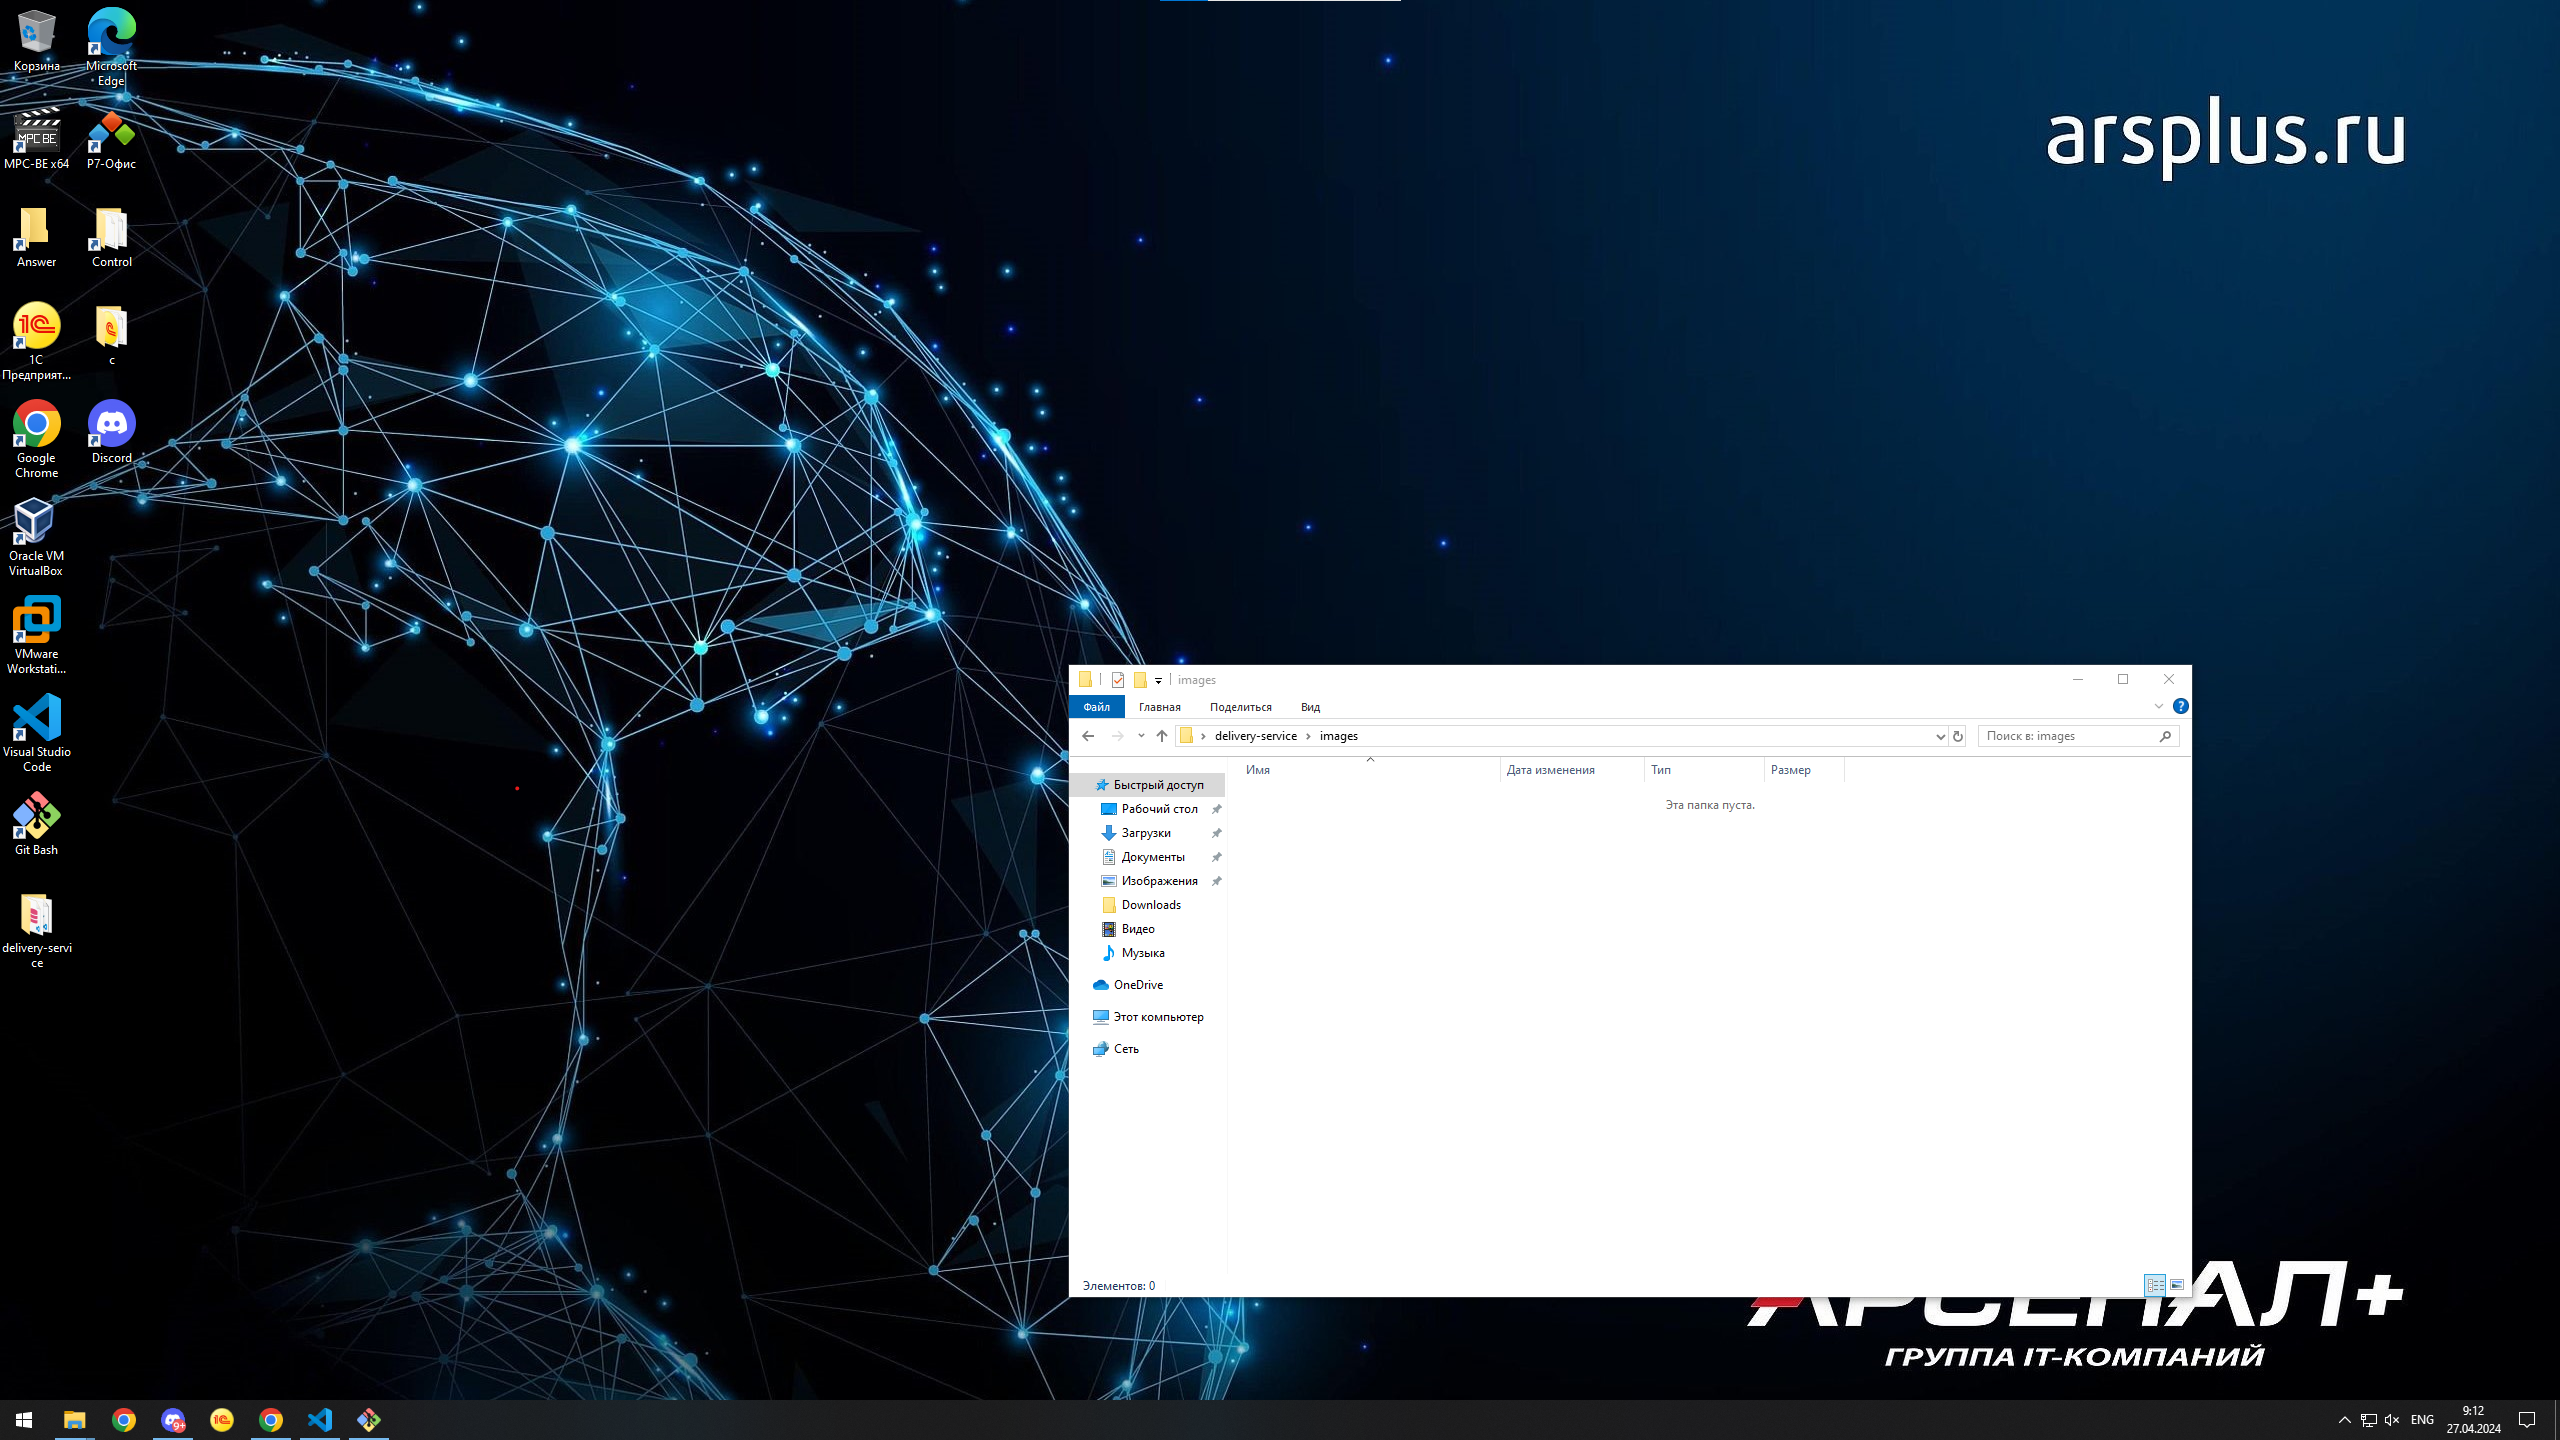 Корзина
Microsoft
Edge
MPC-BE x64
Р7-Офис
Answer
Control
1С
Предприят...
с
Google
Chrome
Discord
Oracle VM
VirtualBox
VMware
Workstati...
Visual Studio
Code
Git Bash
delivery-servi
ce
arsplus.ru
images
Файл
Главная
Поделиться
Вид
delivery-service
images
Поиск в: images
Имя
Дата изменения
Тип
Размер
Эта папка пуста.
Быстрый доступ
Рабочий стол
Загрузки
Документы
Изображения
Downloads
Видео
Музыка
OneDrive
Этот компьютер
Сеть
Элементов: 0
АРСЕНАЛ+
ГРУППА IT-КОМПАНИЙ
9+
ENG
9:12
27.04.2024